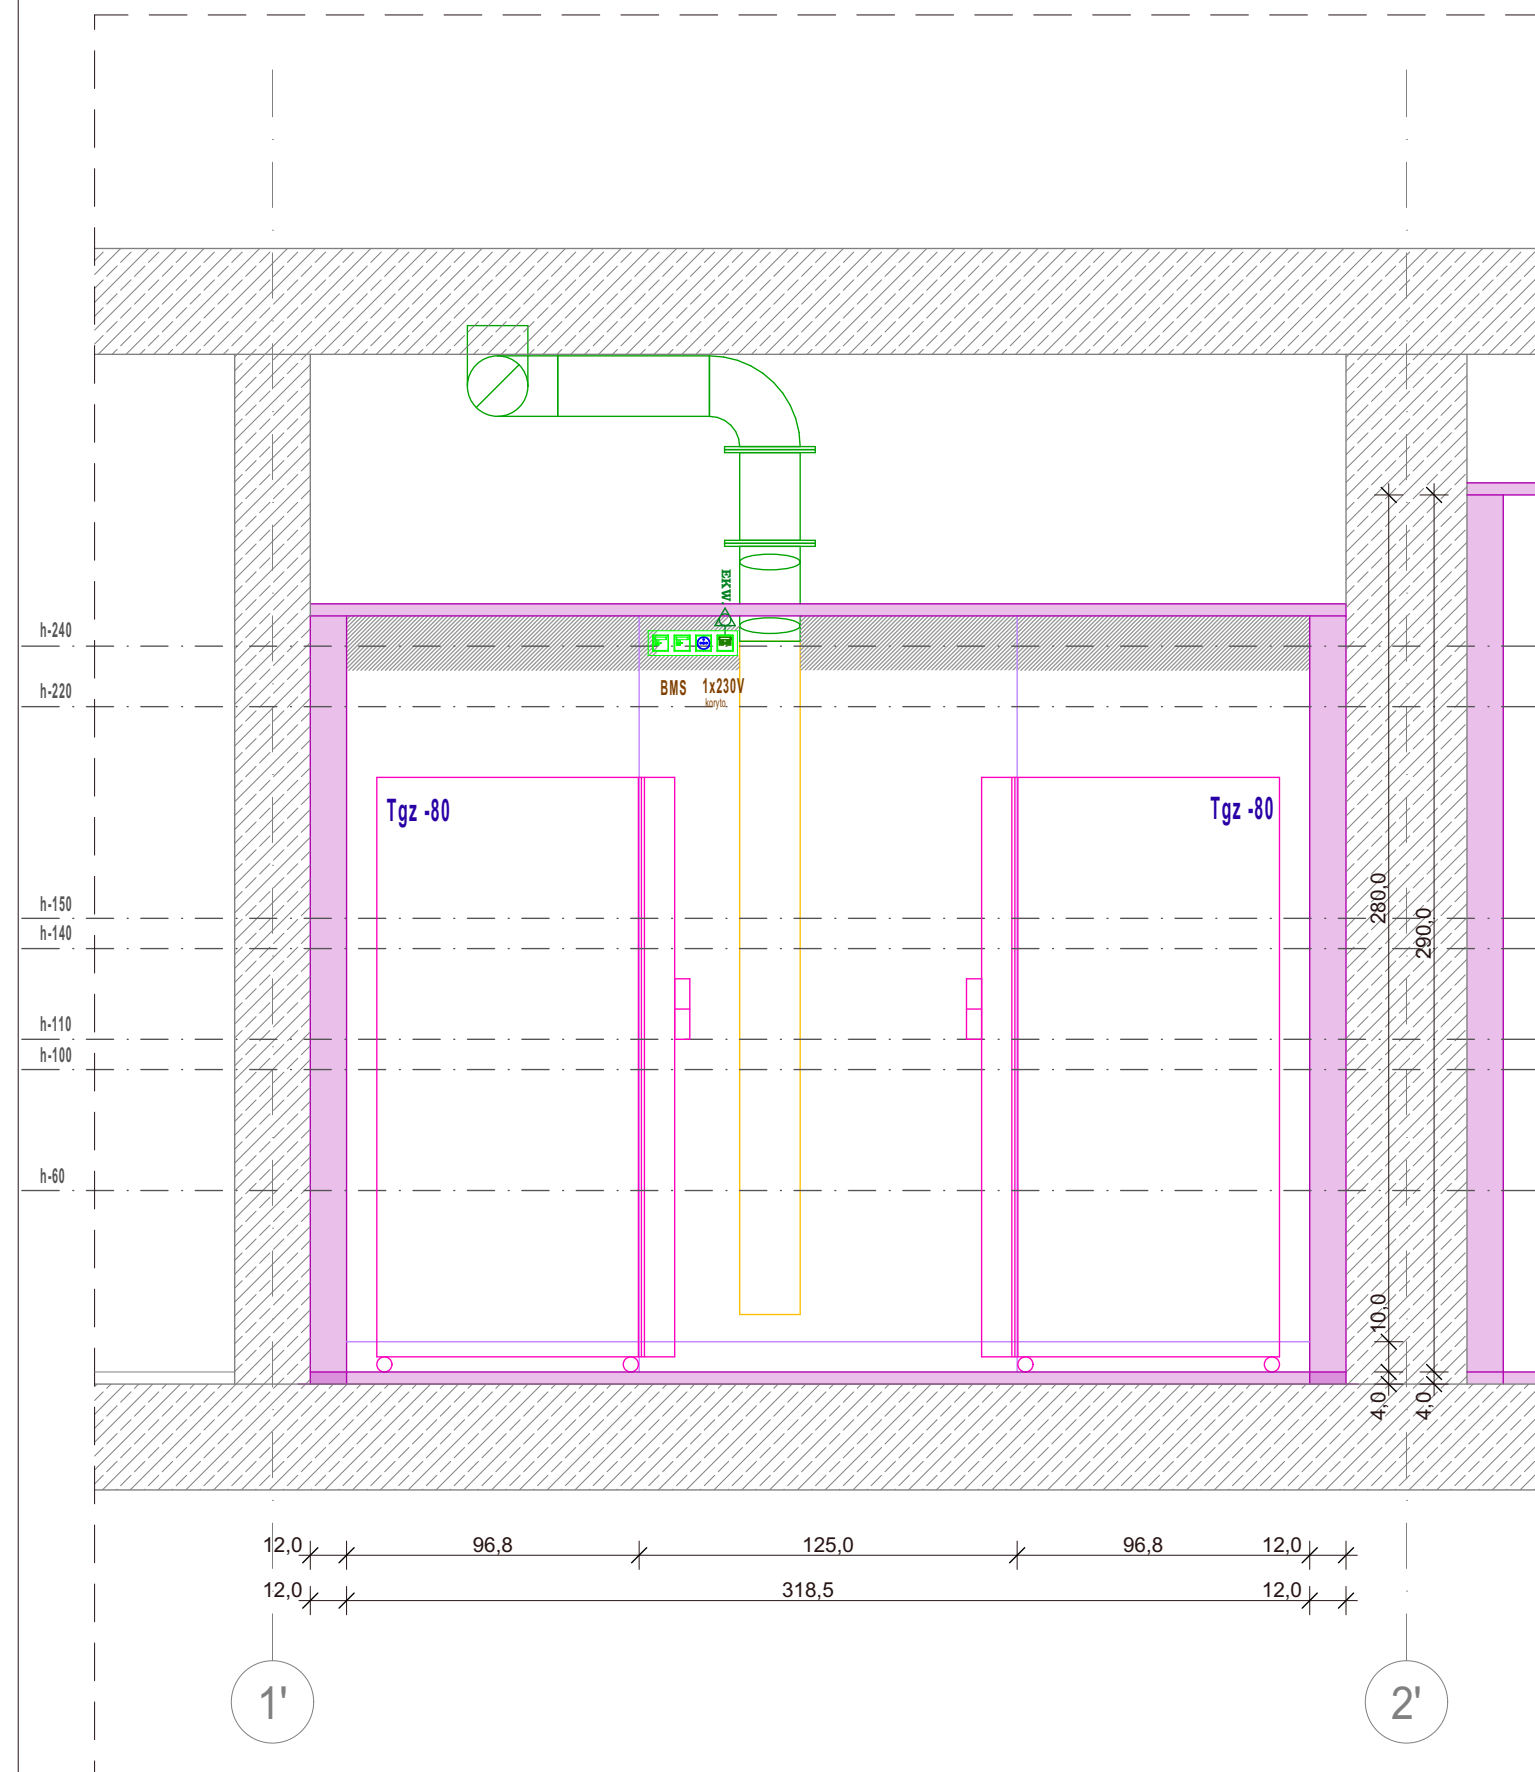 EKW.
h-240
h-220
BMS 1x230V
koryto.
Tgz -80
Tgz -80
h-150
h-140
280,0
290,0
h-110
h-100
h-60
10,0
4,0
4,0
12,0 96,8 125,0 96,8 12,0
12,0 318,5 12,0
1' 2'